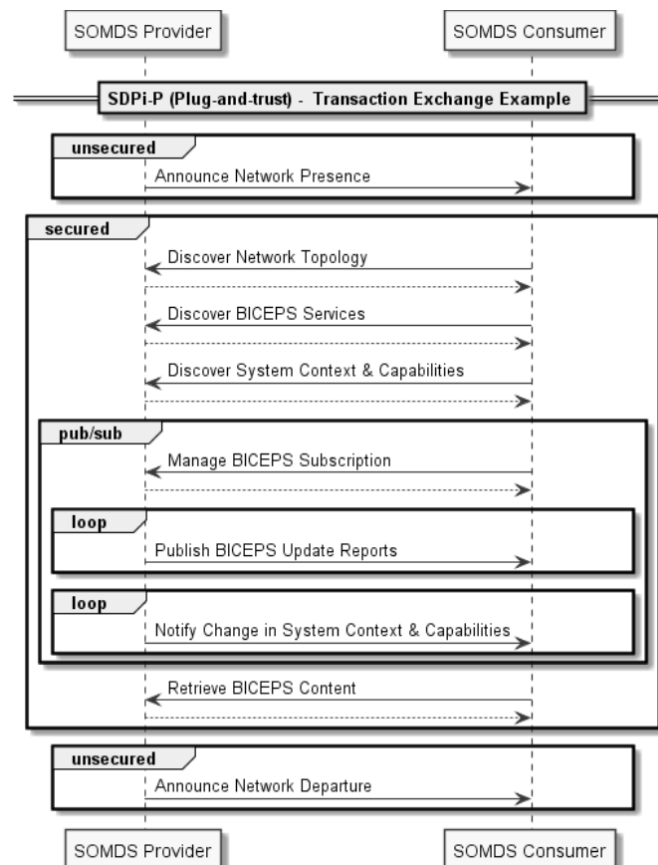 SOMDS Provider
SOMDS Consumer
SDPi-P (Plug-and-trust) - Transaction Exchange Example
unsecured
Announce Network Presence
secured
Discover Network Topology
Discover BICEPS Services
Discover System Context & Capabilities
pub/sub
Manage BICEPS Subscription
loop
Publish BICEPS Update Reports
loop
Notify Change in System Context & Capabilities
Retrieve BICEPS Content
unsecured
Announce Network Departure
SOMDS Provider
SOMDS Consumer